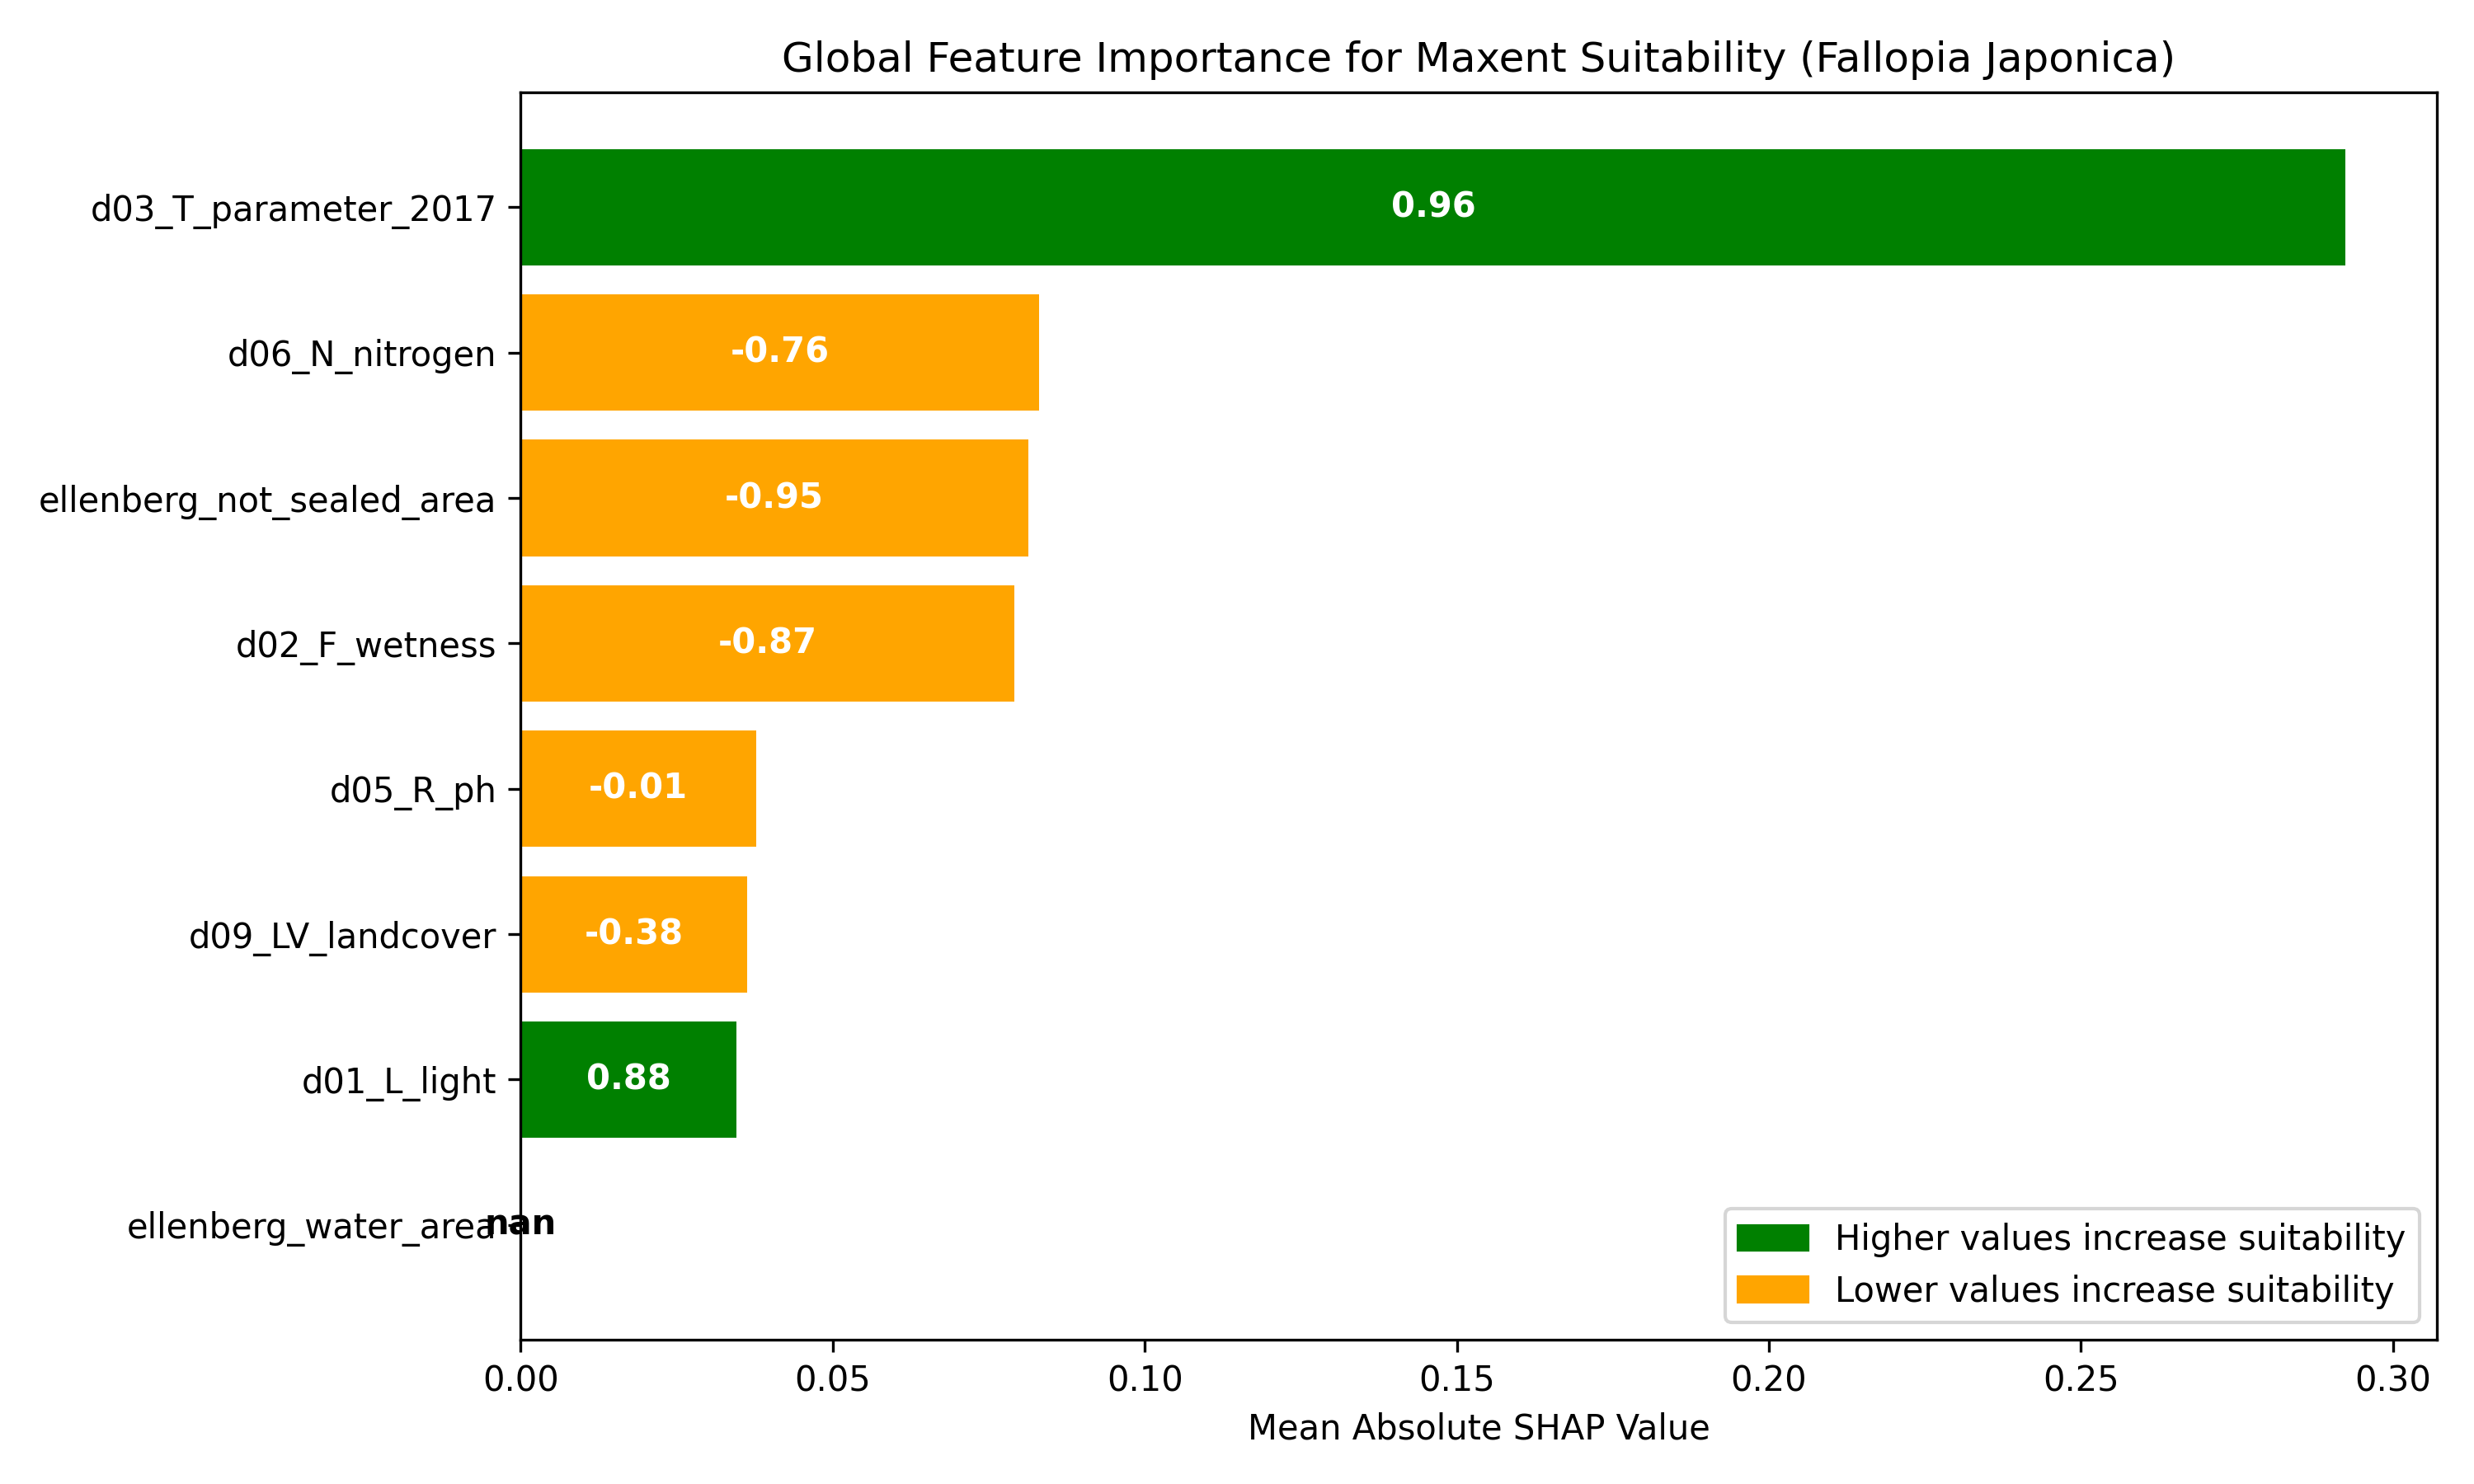 Global Feature Importance for Maxent Suitability (Fallopia Japonica)
d03_T_parameter_2017
0.96
d06_N_nitrogen
-0.76
ellenberg_not_sealed_area
-0.95
d02_F_wetness
-0.87
d05_R_ph
-0.01
d09_LV_landcover
-0.38
d01_L_light
0.88
ellenberg_water_area
nan
Higher values increase suitability
Lower values increase suitability
0.00 0.05 0.10 0.15 0.20 0.25 0.30
Mean Absolute SHAP Value